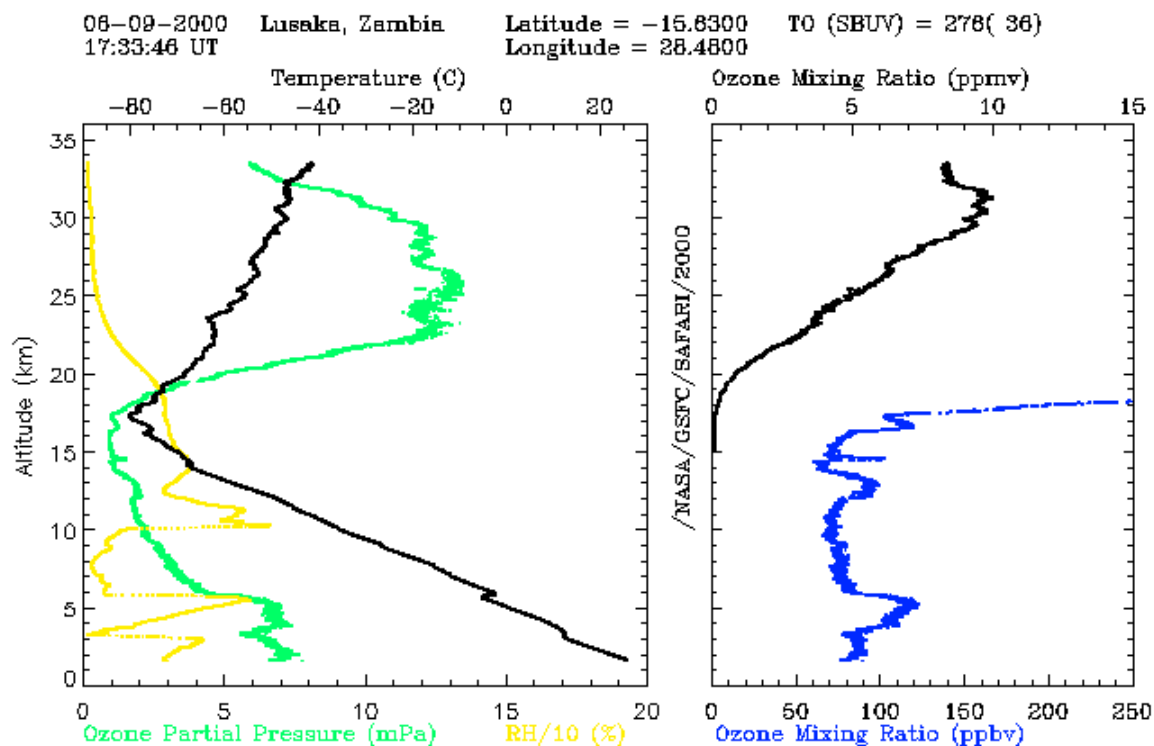 06-09-2000 Lusaka, Zambia Latitude = -15.6300 TO (SBUV) = 276( 36)
17:33:46 UT Longitude = 28.4800
Temperature (C) Ozone Mixing Ratio (ppmv)
-80 -60 -40 -20 0 20 0 5 10 15
35
30
25
20
15
10
5
0
Altitude (km)
/NASA/GSFC/SAFARI/2000
0 5 10 15 20 0 50 100 150 200 250
Ozone Partial Pressure (mPa) RH/10 (%) Ozone Mixing Ratio (ppbv)